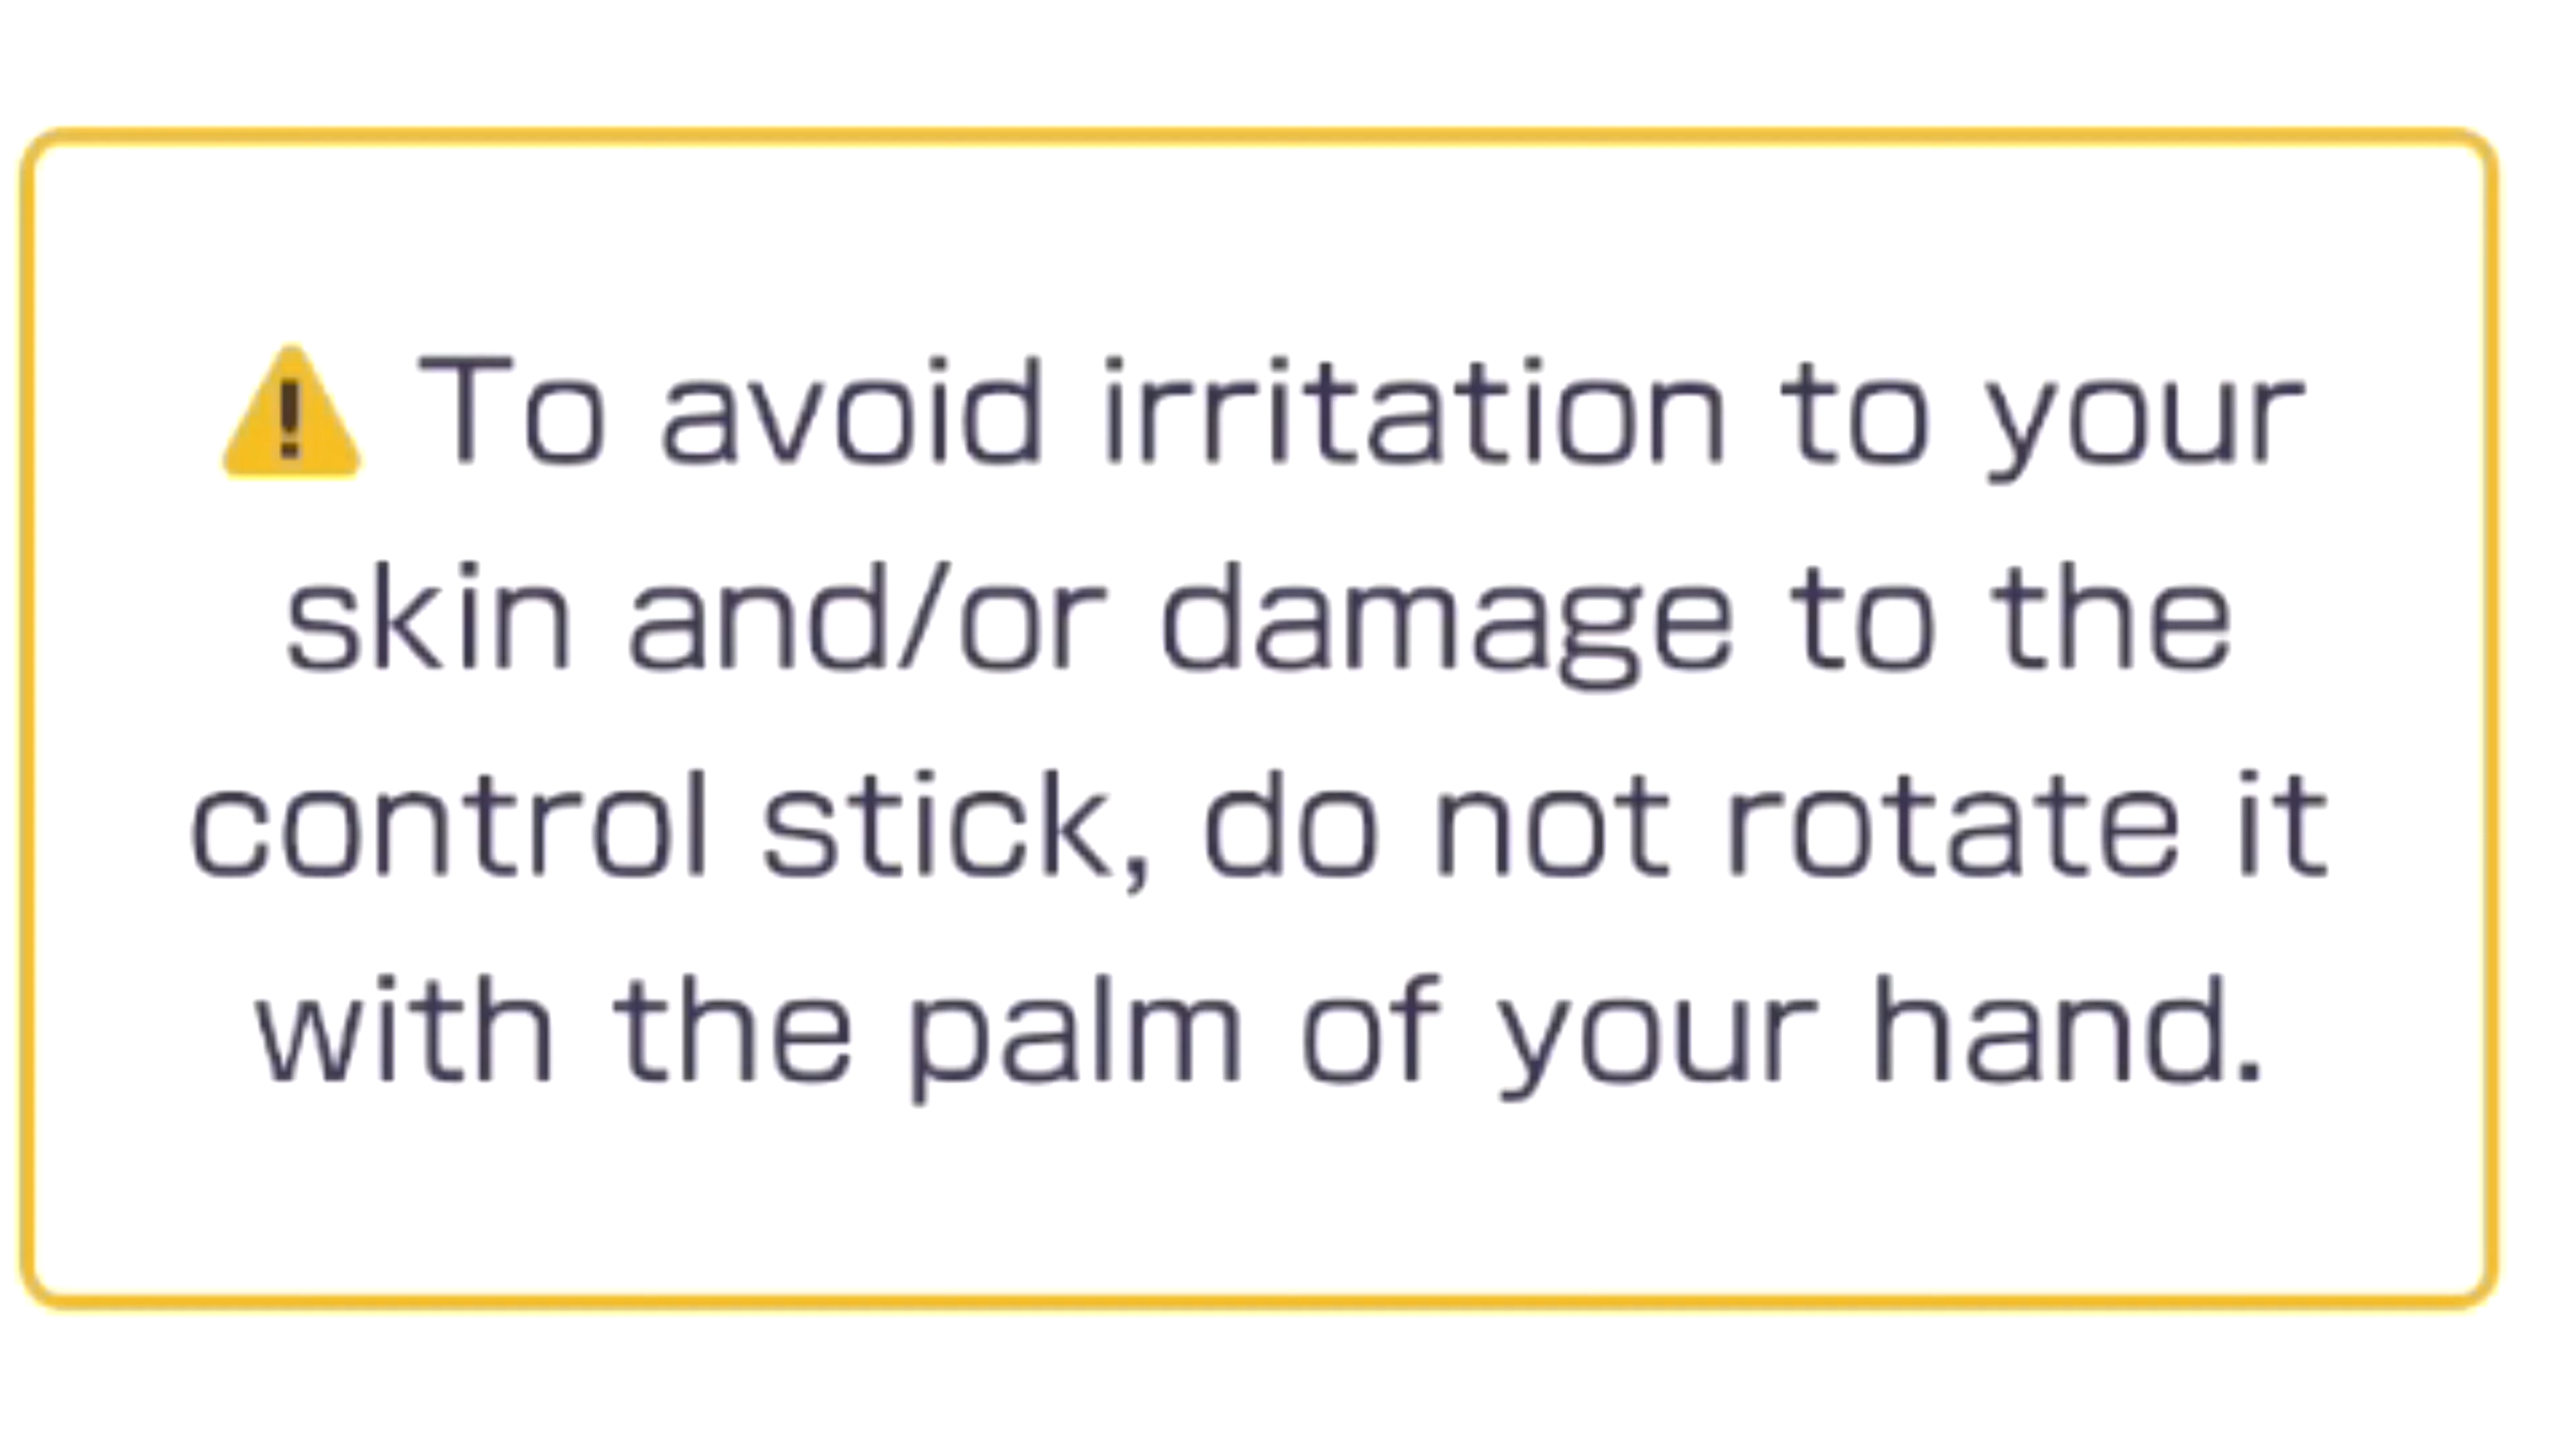 To avoid irritation to your
skin and/or damage to the
control stick, do not rotate it
with the palm of your hand.